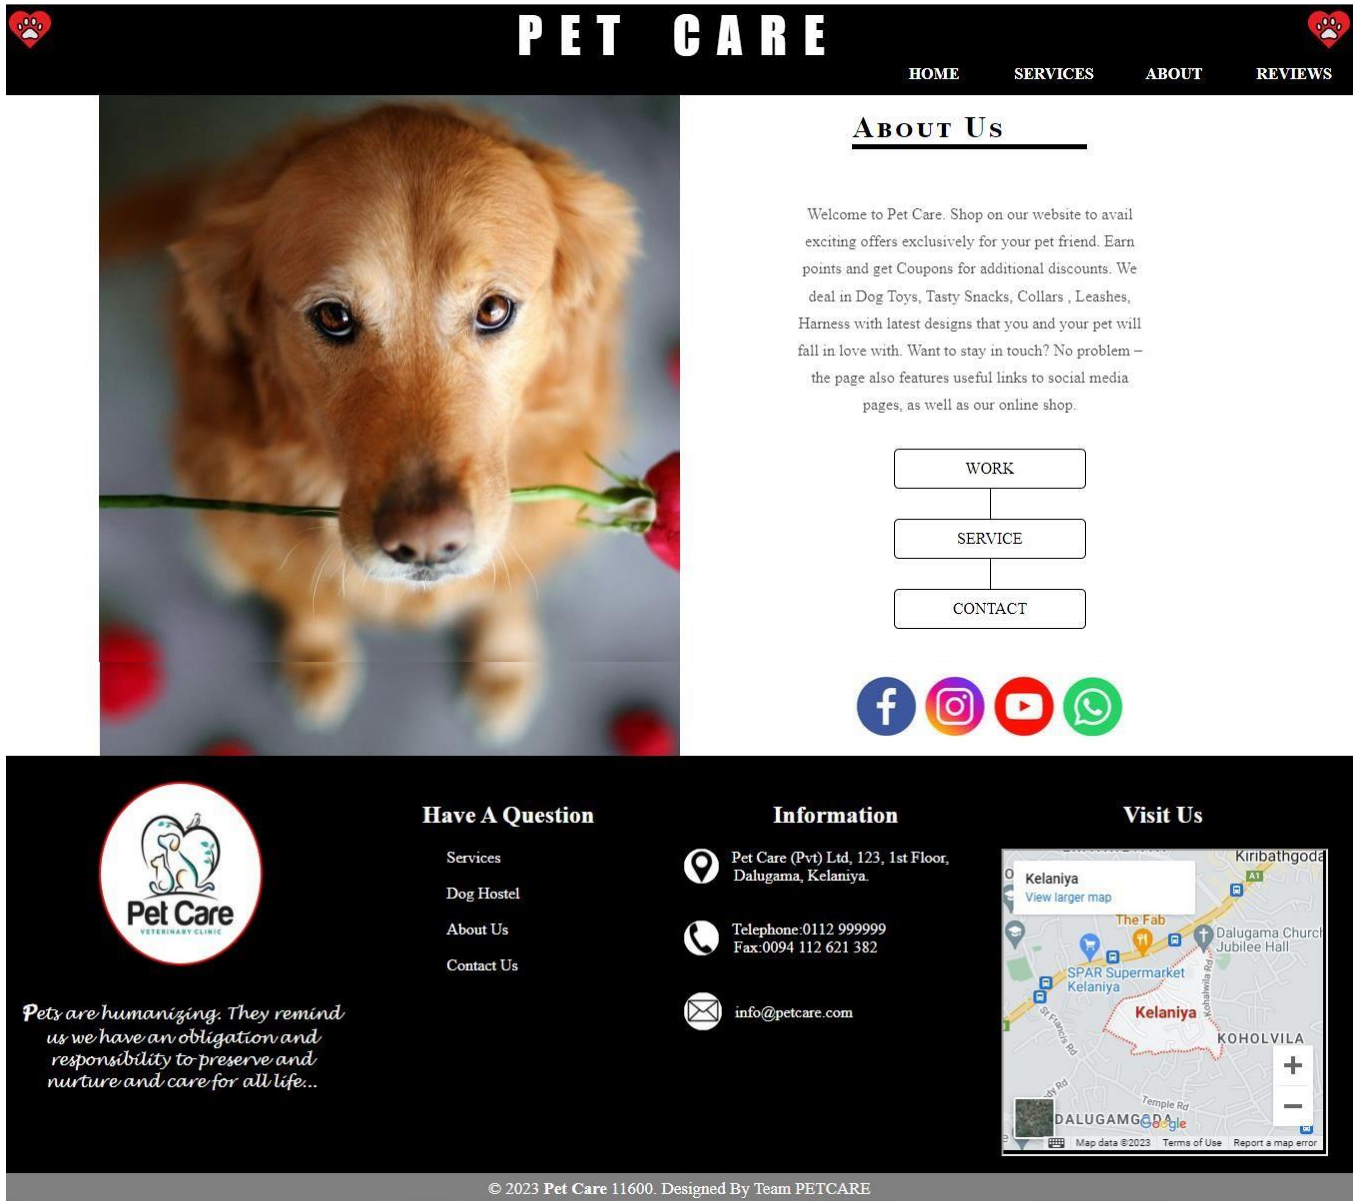 PET CARE
HOME SERVICES ABOUT REVIEWS
About Us
Welcome to Pet Care. Shop on our website to avail
exciting offers exclusively for your pet friend. Earn
points and get Coupons for additional discounts. We
deal in Dog Toys, Tasty Snacks, Collars , Leashes,
Harness with latest designs that you and your pet will
fall in love with. Want to stay in touch? No problem –
the page also features useful links to social media
pages, as well as our online shop.
WORK
SERVICE
CONTACT
Pet Care
VETERINARY CLINIC
Pets are humanizing. They remind
us we have an obligation and
responsibility to preserve and
nurture and care for all life...
Have A Question
Services
Dog Hostel
About Us
Contact Us
Information
Pet Care (Pvt) Ltd, 123, 1st Floor,
Dalugama, Kelaniya.
Telephone:0112 999999
Fax:0094 112 621 382
info@petcare.com
Visit Us
Kiribathgoda
A1
Kelaniya
View larger map
The Fab
Dalugama Church
Jubilee Hall
SPAR Supermarket
Kelaniya
Kohalwila Rd
Kelaniya
St Francis Rd
KOHOLVILA
Temple Rd
DALUGAMGODA
Google
Map data ©2023 Terms of Use Report a map error
© 2023 Pet Care 11600. Designed By Team PETCARE